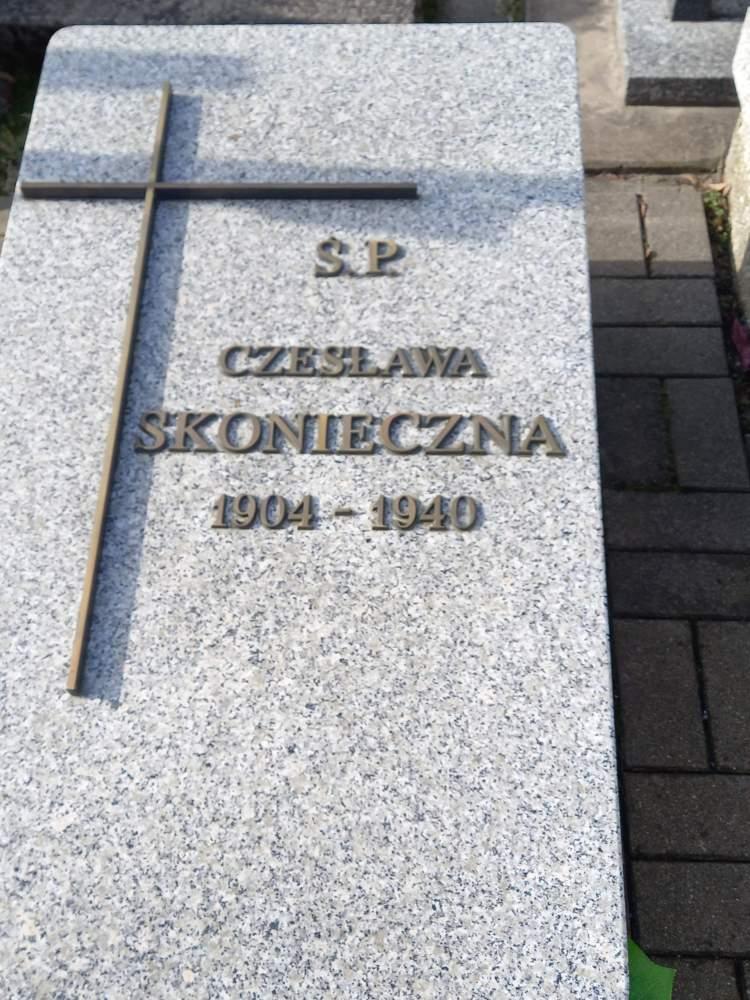 Ś.P.
CZESŁAWA
SKONIECZNA
1904 - 1940